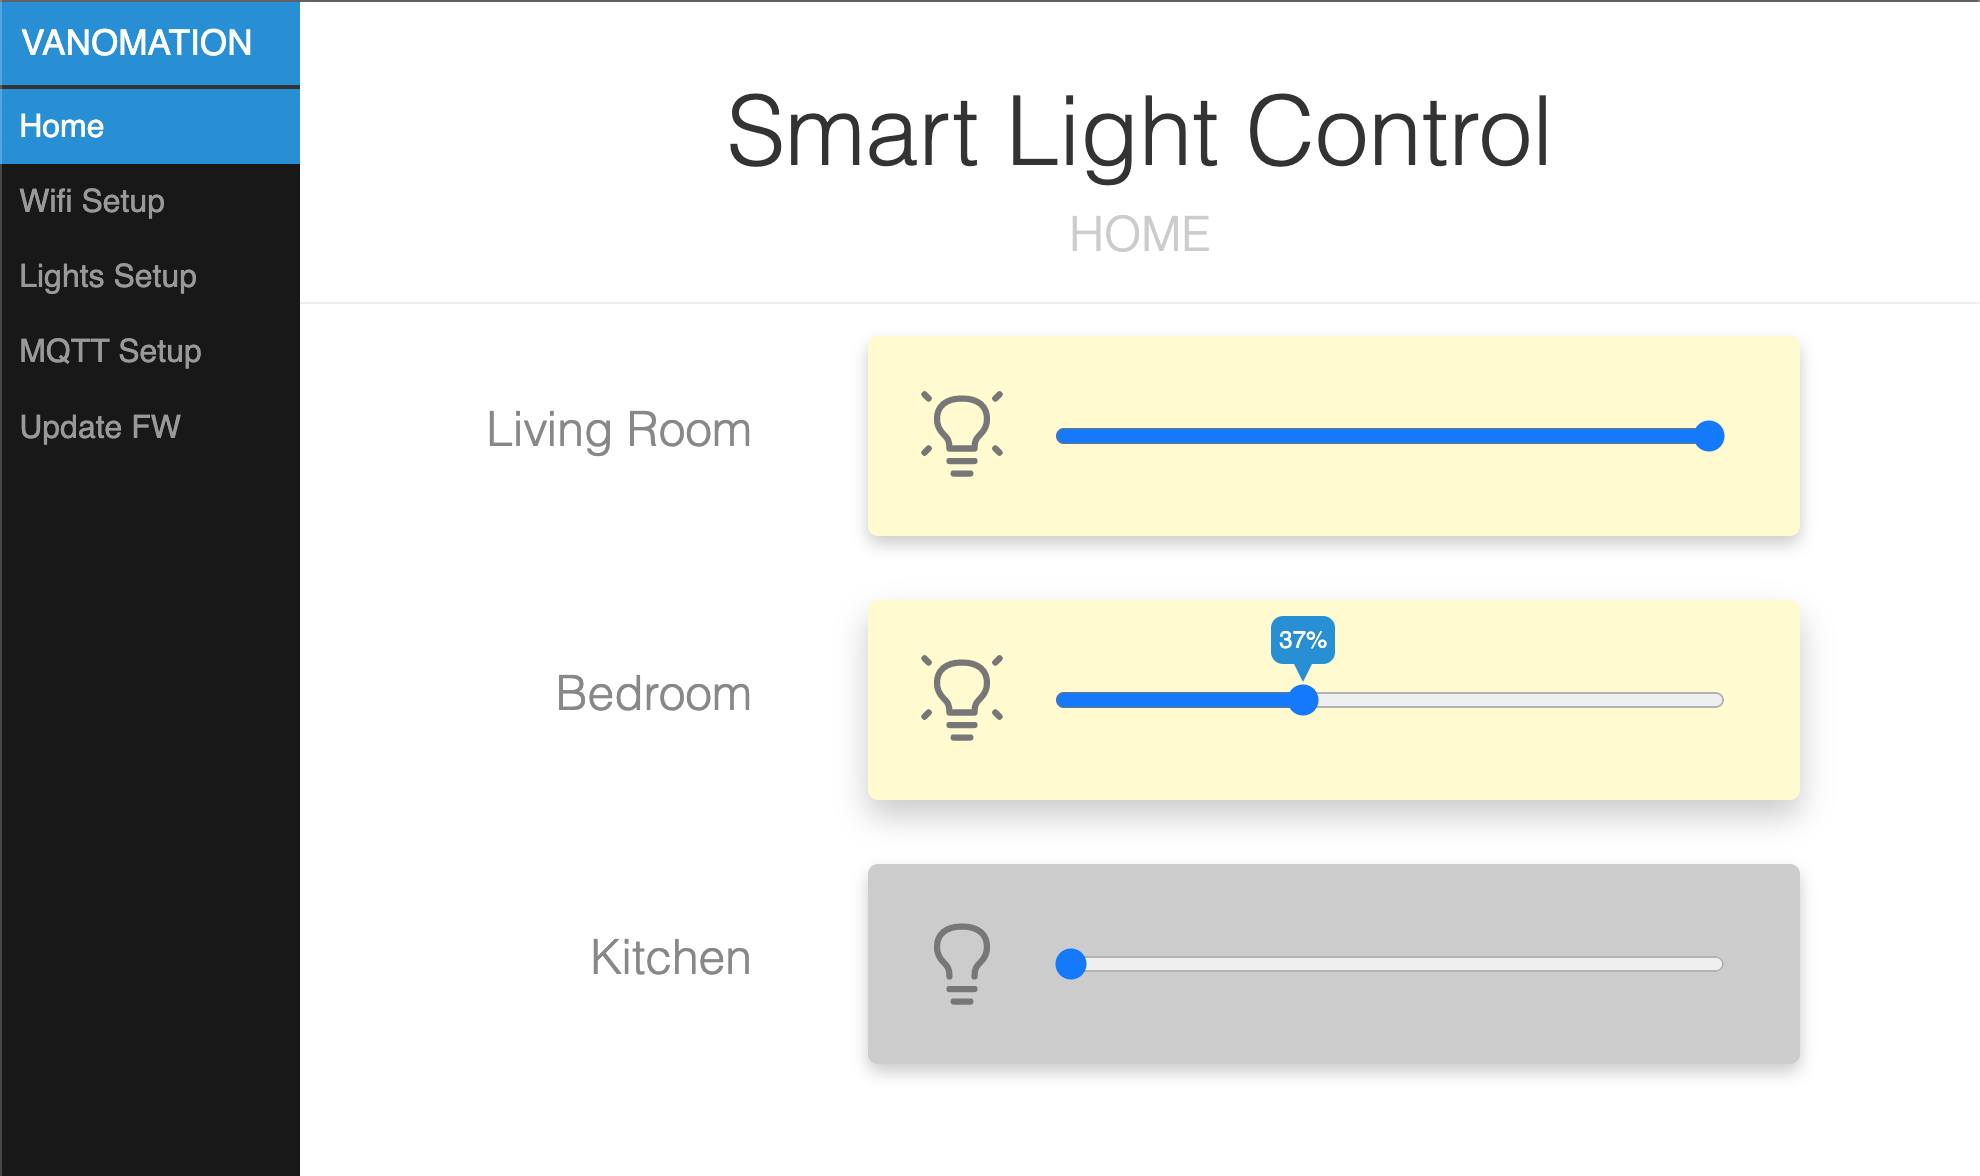 VANOMATION
Home
Wifi Setup
Lights Setup
MQTT Setup
Update FW
Smart Light Control
HOME
Living Room
Bedroom
37%
Kitchen